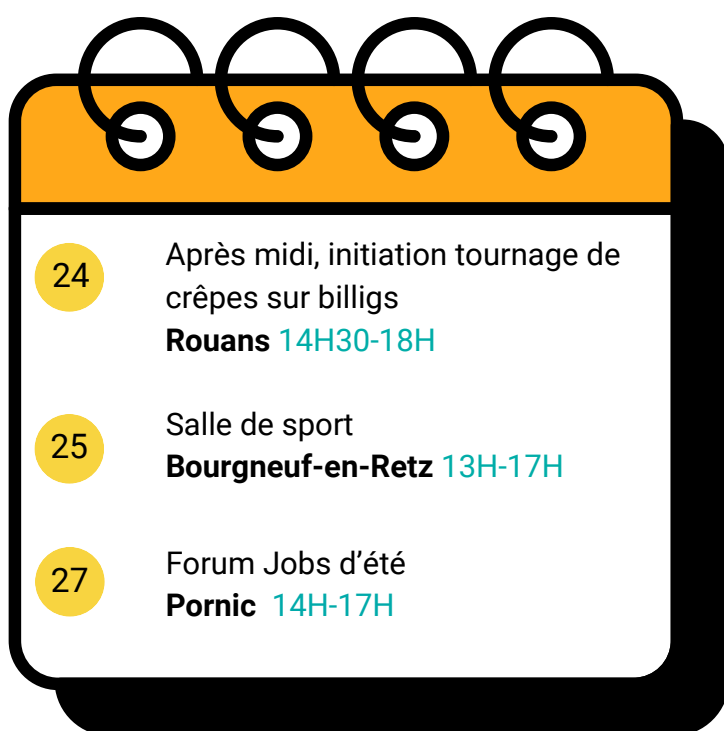 24
Après midi, initiation tournage de
crêpes sur billigs
Rouans 14H30-18H
25
Salle de sport
Bourgneuf-en-Retz 13H-17H
27
Forum Jobs d’été
Pornic 14H-17H